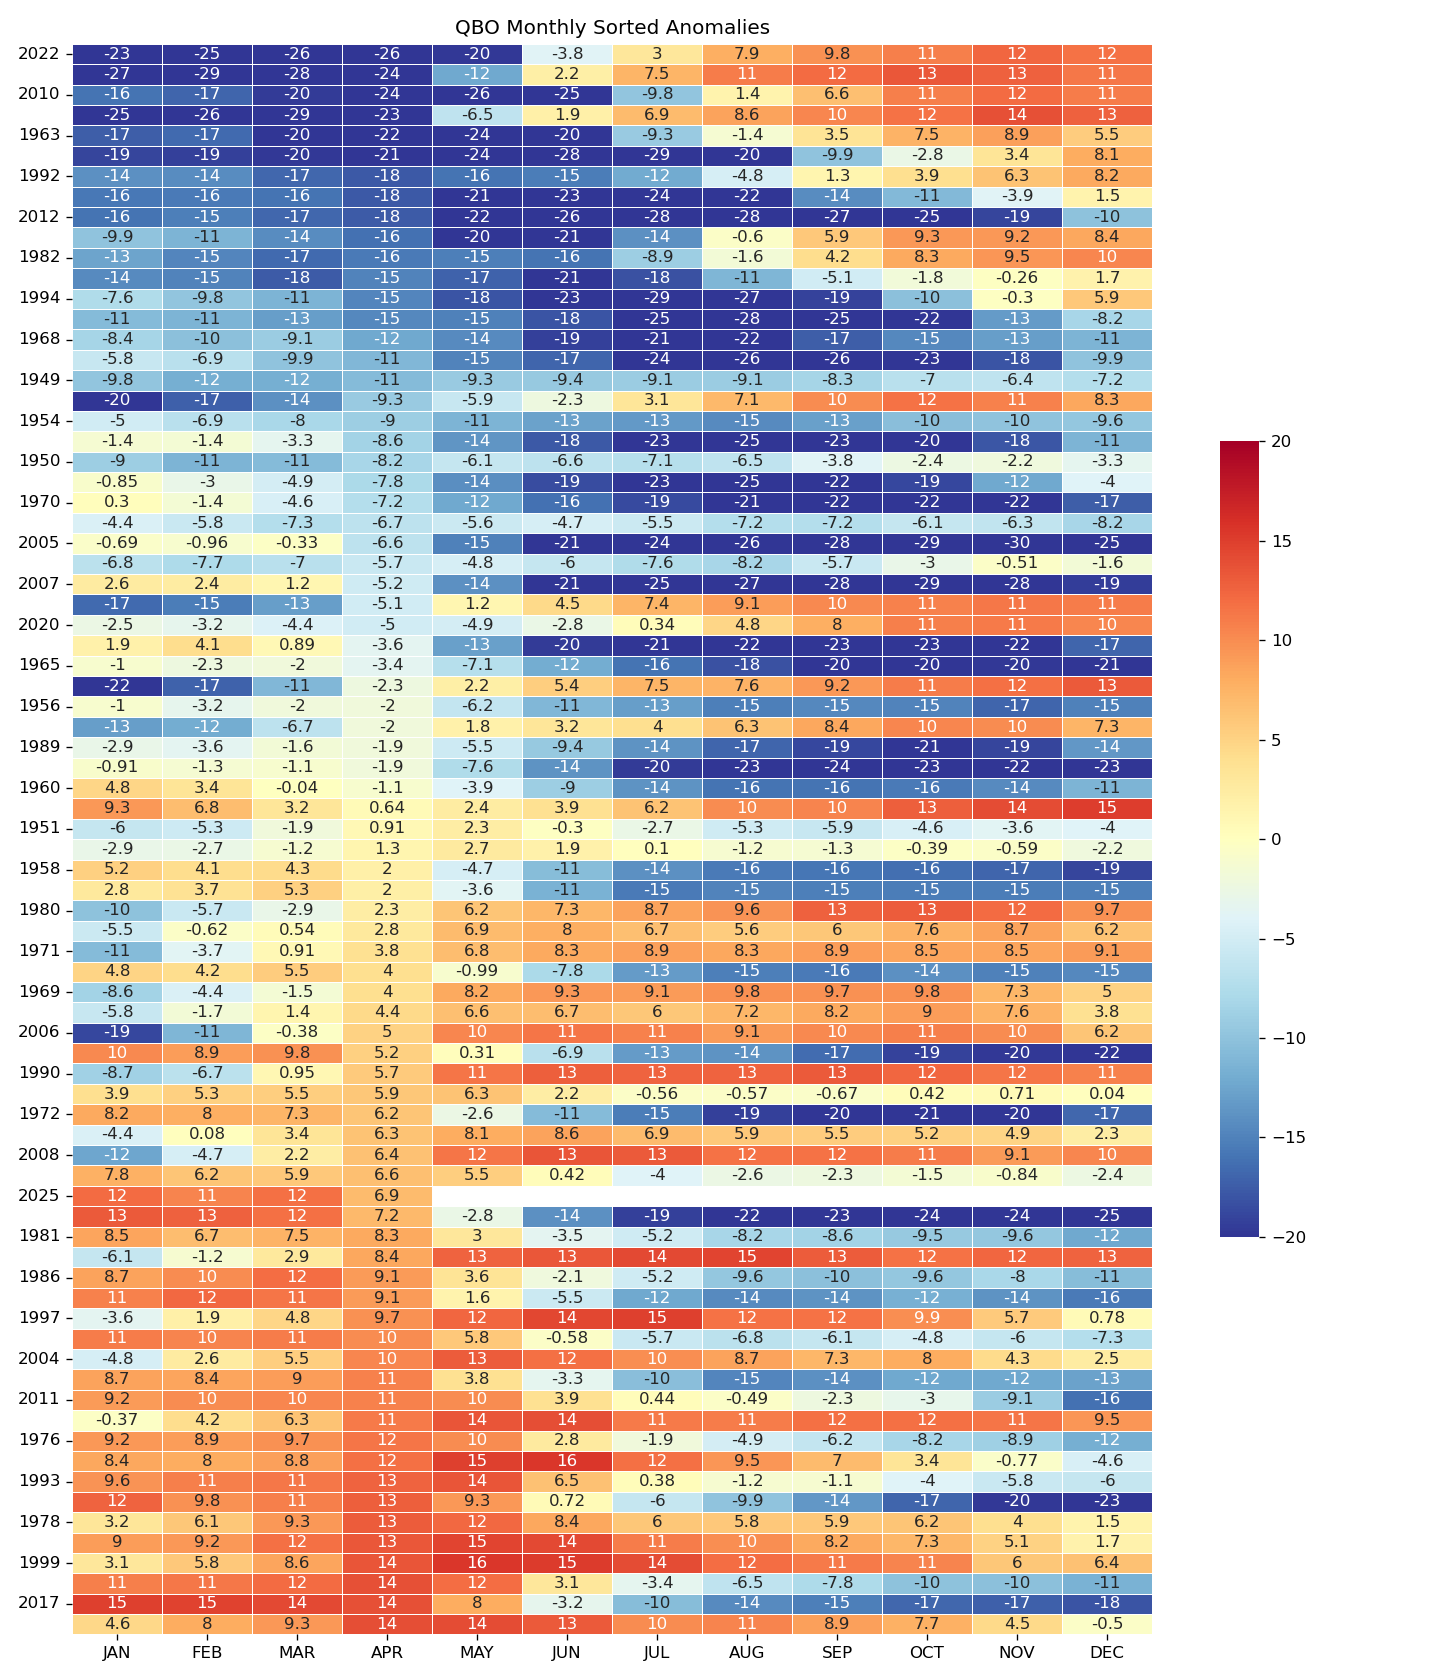 QBO Monthly Sorted Anomalies
2022 -23 -25 -26 -26 -20 -3.8 3 7.9 9.8 11 12 12
-27 -29 -28 -24 -12 2.2 7.5 11 12 13 13 11
2010 -16 -17 -20 -24 -26 -25 -9.8 1.4 6.6 11 12 11
-25 -26 -29 -23 -6.5 1.9 6.9 8.6 10 12 14 13
1963 -17 -17 -20 -22 -24 -20 -9.3 -1.4 3.5 7.5 8.9 5.5
-19 -19 -20 -21 -24 -28 -29 -20 -9.9 -2.8 3.4 8.1
1992 -14 -14 -17 -18 -16 -15 -12 -4.8 1.3 3.9 6.3 8.2
-16 -16 -16 -18 -21 -23 -24 -22 -14 -11 -3.9 1.5
2012 -16 -15 -17 -18 -22 -26 -28 -28 -27 -25 -19 -10
-9.9 -11 -14 -16 -20 -21 -14 -0.6 5.9 9.3 9.2 8.4
1982 -13 -15 -17 -16 -15 -16 -8.9 -1.6 4.2 8.3 9.5 10
-14 -15 -18 -15 -17 -21 -18 -11 -5.1 -1.8 -0.26 1.7
1994 -7.6 -9.8 -11 -15 -18 -23 -29 -27 -19 -10 -0.3 5.9
-11 -11 -13 -15 -15 -18 -25 -28 -25 -22 -13 -8.2
1968 -8.4 -10 -9.1 -12 -14 -19 -21 -22 -17 -15 -13 -11
-5.8 -6.9 -9.9 -11 -15 -17 -24 -26 -26 -23 -18 -9.9
1949 -9.8 -12 -12 -11 -9.3 -9.4 -9.1 -9.1 -8.3 -7 -6.4 -7.2
-20 -17 -14 -9.3 -5.9 -2.3 3.1 7.1 10 12 11 8.3
1954 -5 -6.9 -8 -9 -11 -13 -13 -15 -13 -10 -10 -9.6
-1.4 -1.4 -3.3 -8.6 -14 -18 -23 -25 -23 -20 -18 -11
1950 -9 -11 -11 -8.2 -6.1 -6.6 -7.1 -6.5 -3.8 -2.4 -2.2 -3.3
-0.85 -3 -4.9 -7.8 -14 -19 -23 -25 -22 -19 -12 -4
1970 0.3 -1.4 -4.6 -7.2 -12 -16 -19 -21 -22 -22 -22 -17
-4.4 -5.8 -7.3 -6.7 -5.6 -4.7 -5.5 -7.2 -7.2 -6.1 -6.3 -8.2
2005 -0.69 -0.96 -0.33 -6.6 -15 -21 -24 -26 -28 -29 -30 -25
-6.8 -7.7 -7 -5.7 -4.8 -6 -7.6 -8.2 -5.7 -3 -0.51 -1.6
2007 2.6 2.4 1.2 -5.2 -14 -21 -25 -27 -28 -29 -28 -19
-17 -15 -13 -5.1 1.2 4.5 7.4 9.1 10 11 11 11
2020 -2.5 -3.2 -4.4 -5 -4.9 -2.8 0.34 4.8 8 11 11 10
1.9 4.1 0.89 -3.6 -13 -20 -21 -22 -23 -23 -22 -17
1965 -1 -2.3 -2 -3.4 -7.1 -12 -16 -18 -20 -20 -20 -21
-22 -17 -11 -2.3 2.2 5.4 7.5 7.6 9.2 11 12 13
1956 -1 -3.2 -2 -2 -6.2 -11 -13 -15 -15 -15 -17 -15
-13 -12 -6.7 -2 1.8 3.2 4 6.3 8.4 10 10 7.3
1989 -2.9 -3.6 -1.6 -1.9 -5.5 -9.4 -14 -17 -19 -21 -19 -14
-0.91 -1.3 -1.1 -1.9 -7.6 -14 -20 -23 -24 -23 -22 -23
1960 4.8 3.4 -0.04 -1.1 -3.9 -9 -14 -16 -16 -16 -14 -11
9.3 6.8 3.2 0.64 2.4 3.9 6.2 10 10 13 14 15
1951 -6 -5.3 -1.9 0.91 2.3 -0.3 -2.7 -5.3 -5.9 -4.6 -3.6 -4
-2.9 -2.7 -1.2 1.3 2.7 1.9 0.1 -1.2 -1.3 -0.39 -0.59 -2.2
1958 5.2 4.1 4.3 2 -4.7 -11 -14 -16 -16 -16 -17 -19
2.8 3.7 5.3 2 -3.6 -11 -15 -15 -15 -15 -15 -15
1980 -10 -5.7 -2.9 2.3 6.2 7.3 8.7 9.6 13 13 12 9.7
-5.5 -0.62 0.54 2.8 6.9 8 6.7 5.6 6 7.6 8.7 6.2
1971 -11 -3.7 0.91 3.8 6.8 8.3 8.9 8.3 8.9 8.5 8.5 9.1
4.8 4.2 5.5 4 -0.99 -7.8 -13 -15 -16 -14 -15 -15
1969 -8.6 -4.4 -1.5 4 8.2 9.3 9.1 9.8 9.7 9.8 7.3 5
-5.8 -1.7 1.4 4.4 6.6 6.7 6 7.2 8.2 9 7.6 3.8
2006 -19 -11 -0.38 5 10 11 11 9.1 10 11 10 6.2
10 8.9 9.8 5.2 0.31 -6.9 -13 -14 -17 -19 -20 -22
1990 -8.7 -6.7 0.95 5.7 11 13 13 13 13 12 12 11
3.9 5.3 5.5 5.9 6.3 2.2 -0.56 -0.57 -0.67 0.42 0.71 0.04
1972 8.2 8 7.3 6.2 -2.6 -11 -15 -19 -20 -21 -20 -17
-4.4 0.08 3.4 6.3 8.1 8.6 6.9 5.9 5.5 5.2 4.9 2.3
2008 -12 -4.7 2.2 6.4 12 13 13 12 12 11 9.1 10
7.8 6.2 5.9 6.6 5.5 0.42 -4 -2.6 -2.3 -1.5 -0.84 -2.4
2025 12 11 12 6.9
13 13 12 7.2 -2.8 -14 -19 -22 -23 -24 -24 -25
1981 8.5 6.7 7.5 8.3 3 -3.5 -5.2 -8.2 -8.6 -9.5 -9.6 -12
-6.1 -1.2 2.9 8.4 13 13 14 15 13 12 12 13
1986 8.7 10 12 9.1 3.6 -2.1 -5.2 -9.6 -10 -9.6 -8 -11
11 12 11 9.1 1.6 -5.5 -12 -14 -14 -12 -14 -16
1997 -3.6 1.9 4.8 9.7 12 14 15 12 12 9.9 5.7 0.78
11 10 11 10 5.8 -0.58 -5.7 -6.8 -6.1 -4.8 -6 -7.3
2004 -4.8 2.6 5.5 10 13 12 10 8.7 7.3 8 4.3 2.5
8.7 8.4 9 11 3.8 -3.3 -10 -15 -14 -12 -12 -13
2011 9.2 10 10 11 10 3.9 0.44 -0.49 -2.3 -3 -9.1 -16
-0.37 4.2 6.3 11 14 14 11 11 12 12 11 9.5
1976 9.2 8.9 9.7 12 10 2.8 -1.9 -4.9 -6.2 -8.2 -8.9 -12
8.4 8 8.8 12 15 16 12 9.5 7 3.4 -0.77 -4.6
1993 9.6 11 11 13 14 6.5 0.38 -1.2 -1.1 -4 -5.8 -6
12 9.8 11 13 9.3 0.72 -6 -9.9 -14 -17 -20 -23
1978 3.2 6.1 9.3 13 12 8.4 6 5.8 5.9 6.2 4 1.5
9 9.2 12 13 15 14 11 10 8.2 7.3 5.1 1.7
1999 3.1 5.8 8.6 14 16 15 14 12 11 11 6 6.4
11 11 12 14 12 3.1 -3.4 -6.5 -7.8 -10 -10 -11
2017 15 15 14 14 8 -3.2 -10 -14 -15 -17 -17 -18
4.6 8 9.3 14 14 13 10 11 8.9 7.7 4.5 -0.5
JAN FEB MAR APR MAY JUN JUL AUG SEP OCT NOV DEC
20
15
10
5
0
−5
−10
−15
−20